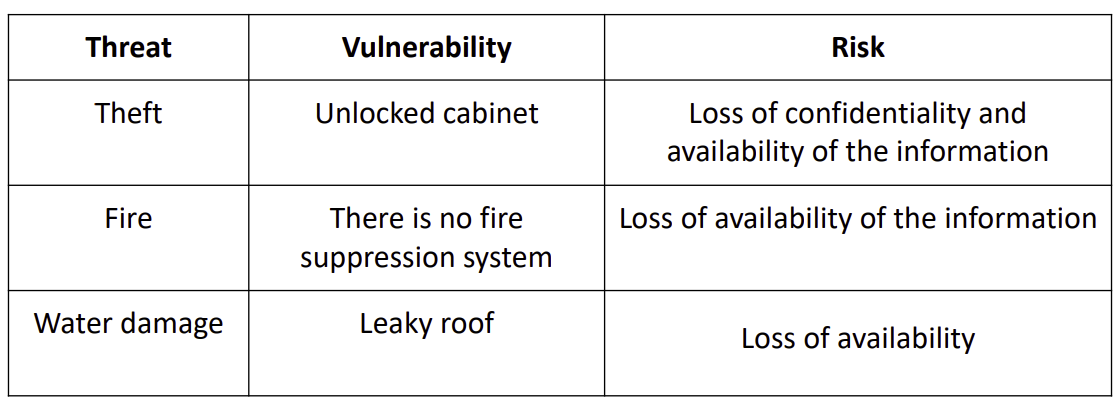 Threat Vulnerability Risk
Theft Unlocked cabinet Loss of confidentiality and
availability of the information
Fire There is no fire Loss of availability of the information
suppression system
Water damage Leaky roof Loss of availability